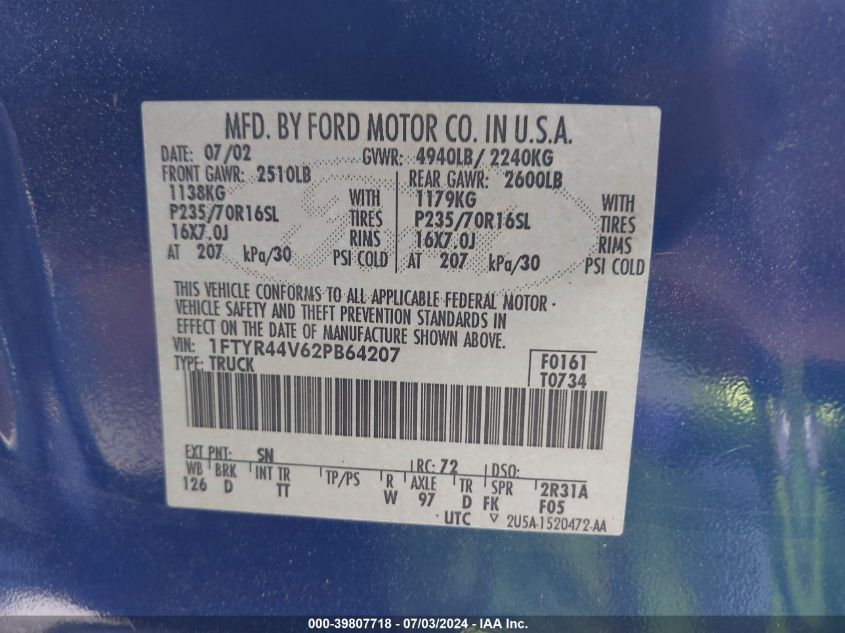 MFD. BY FORD MOTOR CO. IN U.S.A.
DATE: 07/02 GVWR: 4940LB/ 2240KG
FRONT GAWR: 2510LB REAR GAWR: 2600LB
1138KG WITH 1179KG WITH
P235/70R16SL TIRES P235/70R16SL TIRES
16X7.0J RIMS 16X7.0J RIMS
AT 207 kPa/30 PSI COLD AT 207 kPa/30 PSI COLD
THIS VEHICLE CONFORMS TO ALL APPLICABLE FEDERAL MOTOR
VEHICLE SAFETY AND THEFT PREVENTION STANDARDS IN
EFFECT ON THE DATE OF MANUFACTURE SHOWN ABOVE.
VIN: 1FTYR44V62PB64207 F0161
TYPE: TRUCK T0734
EXT PNT: SN RC: 72 DSO:
WB BRK INT TR TP/PS R AXLE TR SPR 2R31A
126 D TT W 97 D FK F05
UTC ▽ 2U5A-1520472-AA
000-39807718 - 07/03/2024 - IAA Inc.